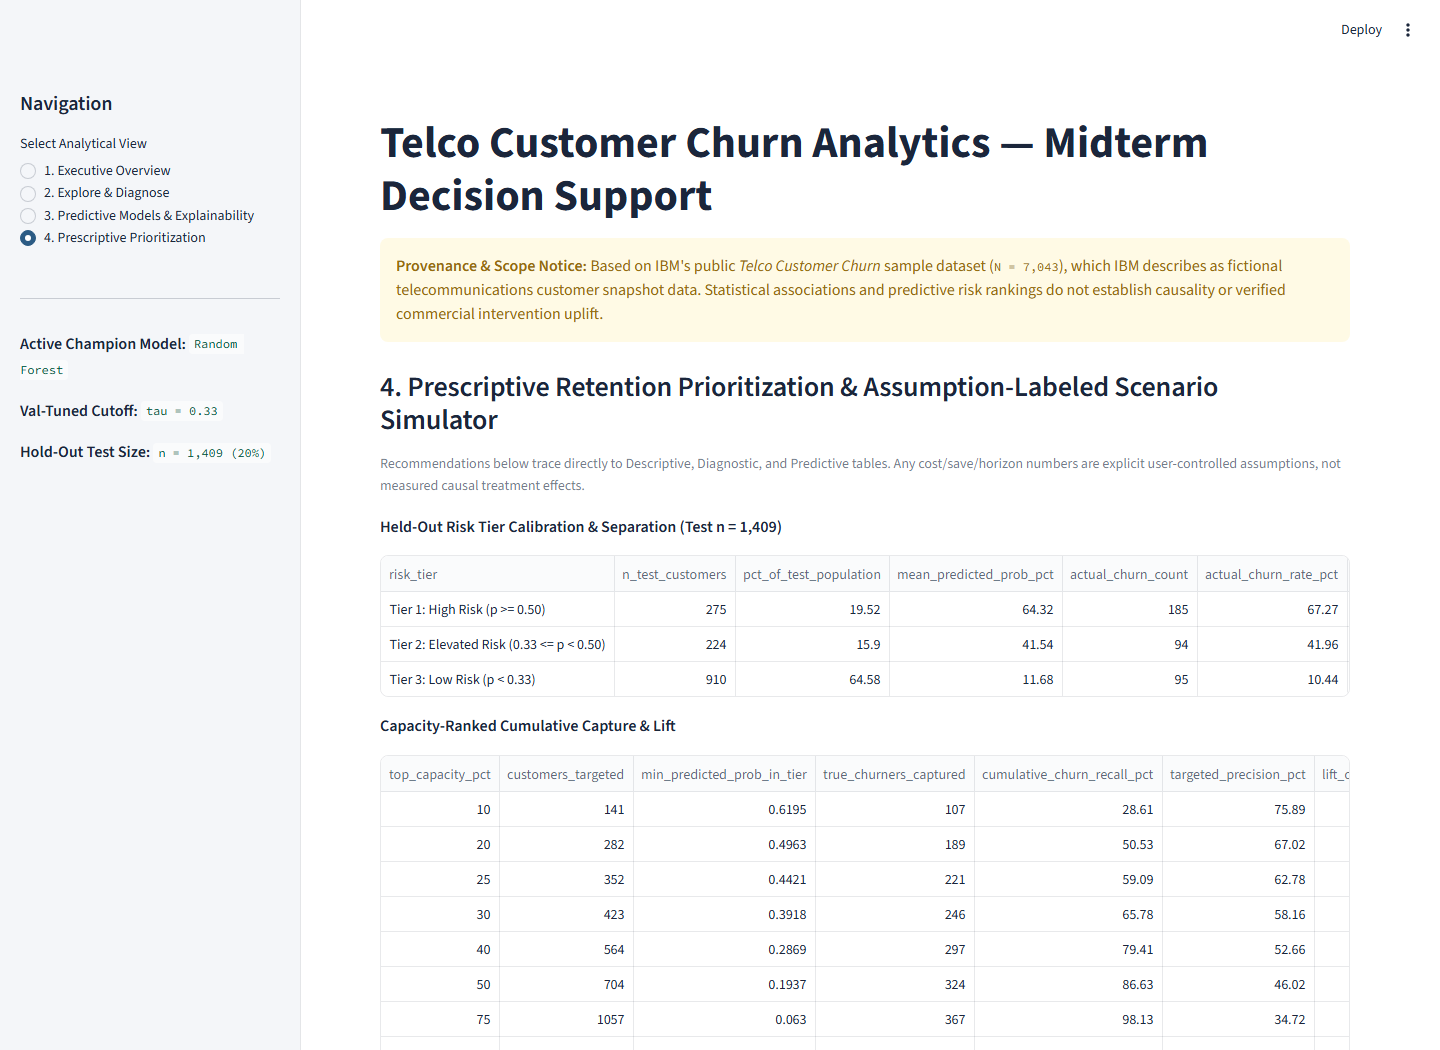 Deploy
Navigation
Select Analytical View
1. Executive Overview
2. Explore & Diagnose
3. Predictive Models & Explainability
4. Prescriptive Prioritization
Active Champion Model: Random
Forest
Val-Tuned Cutoff: tau = 0.33
Hold-Out Test Size: n = 1,409 (20%)
Telco Customer Churn Analytics — Midterm
Decision Support
Provenance & Scope Notice: Based on IBM's public Telco Customer Churn sample dataset (N = 7,043), which IBM describes as fictional
telecommunications customer snapshot data. Statistical associations and predictive risk rankings do not establish causality or verified
commercial intervention uplift.
4. Prescriptive Retention Prioritization & Assumption-Labeled Scenario
Simulator
Recommendations below trace directly to Descriptive, Diagnostic, and Predictive tables. Any cost/save/horizon numbers are explicit user-controlled assumptions, not
measured causal treatment effects.
Held-Out Risk Tier Calibration & Separation (Test n = 1,409)
risk_tier n_test_customers pct_of_test_population mean_predicted_prob_pct actual_churn_count actual_churn_rate_pct
Tier 1: High Risk (p >= 0.50) 275 19.52 64.32 185 67.27
Tier 2: Elevated Risk (0.33 <= p < 0.50) 224 15.9 41.54 94 41.96
Tier 3: Low Risk (p < 0.33) 910 64.58 11.68 95 10.44
Capacity-Ranked Cumulative Capture & Lift
top_capacity_pct customers_targeted min_predicted_prob_in_tier true_churners_captured cumulative_churn_recall_pct targeted_precision_pct
10 141 0.6195 107 28.61 75.89
20 282 0.4963 189 50.53 67.02
25 352 0.4421 221 59.09 62.78
30 423 0.3918 246 65.78 58.16
40 564 0.2869 297 79.41 52.66
50 704 0.1937 324 86.63 46.02
75 1057 0.063 367 98.13 34.72